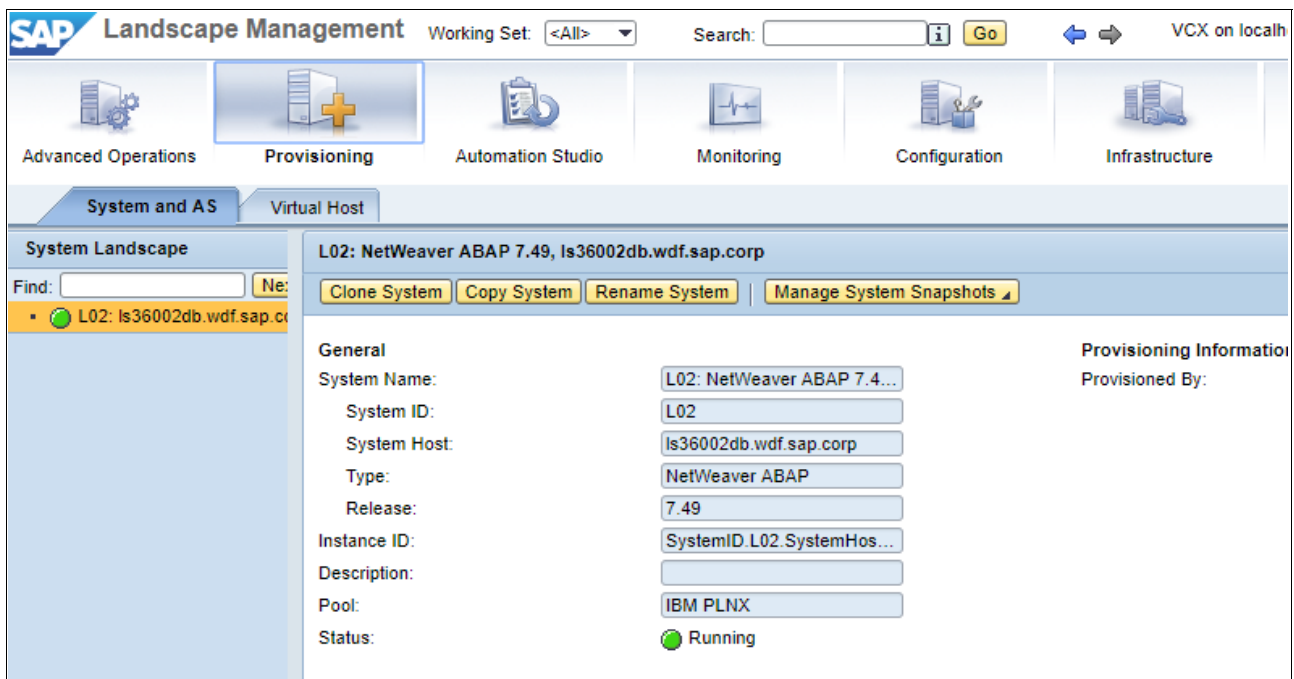 SAP Landscape Management Working Set: <All> Search: i Go VCX on localh
Advanced Operations Provisioning Automation Studio Monitoring Configuration Infrastructure
System and AS Virtual Host
System Landscape
Find: Ne
L02: ls36002db.wdf.sap.co
L02: NetWeaver ABAP 7.49, ls36002db.wdf.sap.corp
Clone System Copy System Rename System | Manage System Snapshots
General
System Name: L02: NetWeaver ABAP 7.4...
System ID: L02
System Host: ls36002db.wdf.sap.corp
Type: NetWeaver ABAP
Release: 7.49
Instance ID: SystemID.L02.SystemHos...
Description:
Pool: IBM PLNX
Status: Running
Provisioning Information
Provisioned By: